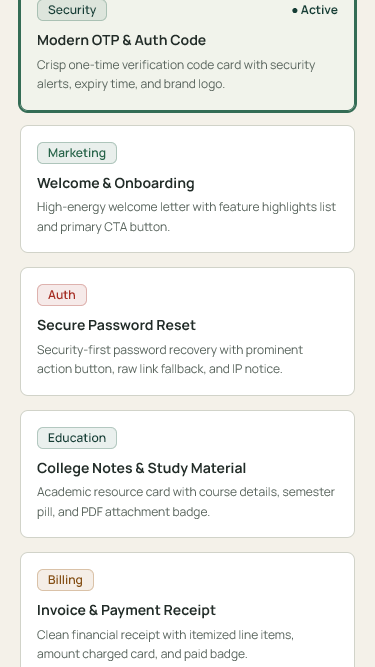 Security ● Active
Modern OTP & Auth Code
Crisp one-time verification code card with security
alerts, expiry time, and brand logo.
Marketing
Welcome & Onboarding
High-energy welcome letter with feature highlights list
and primary CTA button.
Auth
Secure Password Reset
Security-first password recovery with prominent
action button, raw link fallback, and IP notice.
Education
College Notes & Study Material
Academic resource card with course details, semester
pill, and PDF attachment badge.
Billing
Invoice & Payment Receipt
Clean financial receipt with itemized line items,
amount charged card, and paid badge.